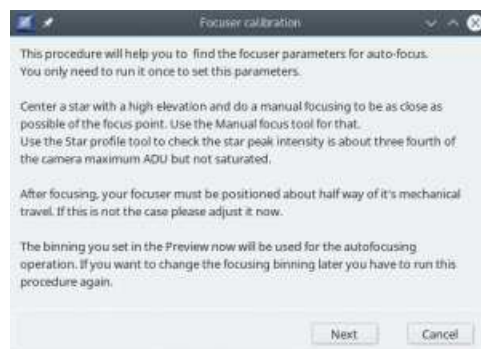 Focuser calibration
This procedure will help you to find the focuser parameters for auto-focus.
You only need to run it once to set this parameters.
Center a star with a high elevation and do a manual focusing to be as close as
possible of the focus point. Use the Manual focus tool for that.
Use the Star profile tool to check the star peak intensity is about three fourth of
the camera maximum ADU but not saturated.
After focusing, your focuser must be positioned about half way of it's mechanical
travel. If this is not the case please adjust it now.
The binning you set in the Preview now will be used for the autofocusing
operation. If you want to change the focusing binning later you have to run this
procedure again.
Next Cancel